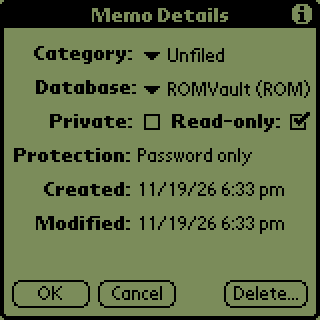 Memo Details
Category: Unfiled
Database: ROMVault (ROM)
Private: Read-only:
Protection: Password only
Created: 11/19/26 6:33 pm
Modified: 11/19/26 6:33 pm
OK Cancel Delete...